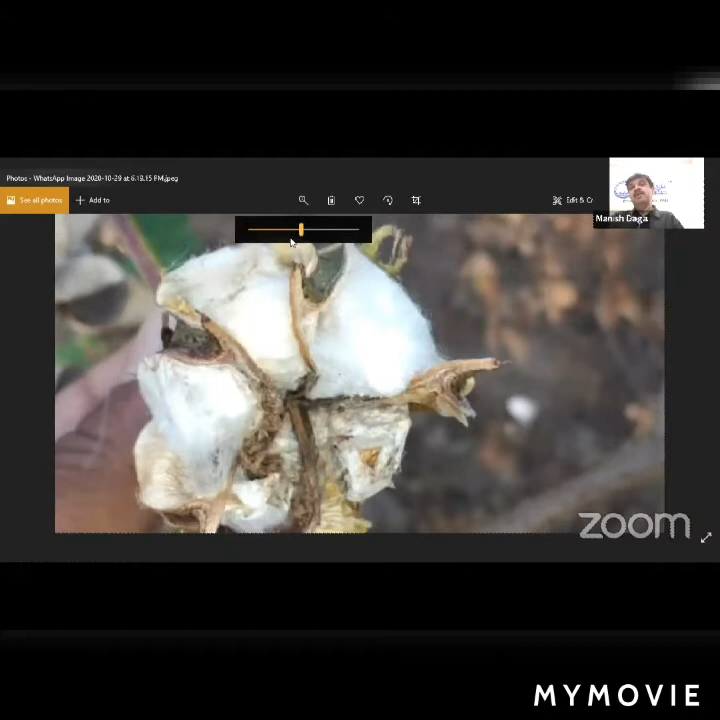 Photos - WhatsApp Image 2020-10-29 at 6.13.15 PM.jpeg
See all photos
Add to
Edit & Cr
Manish Daga
zoom
MYMOVIE